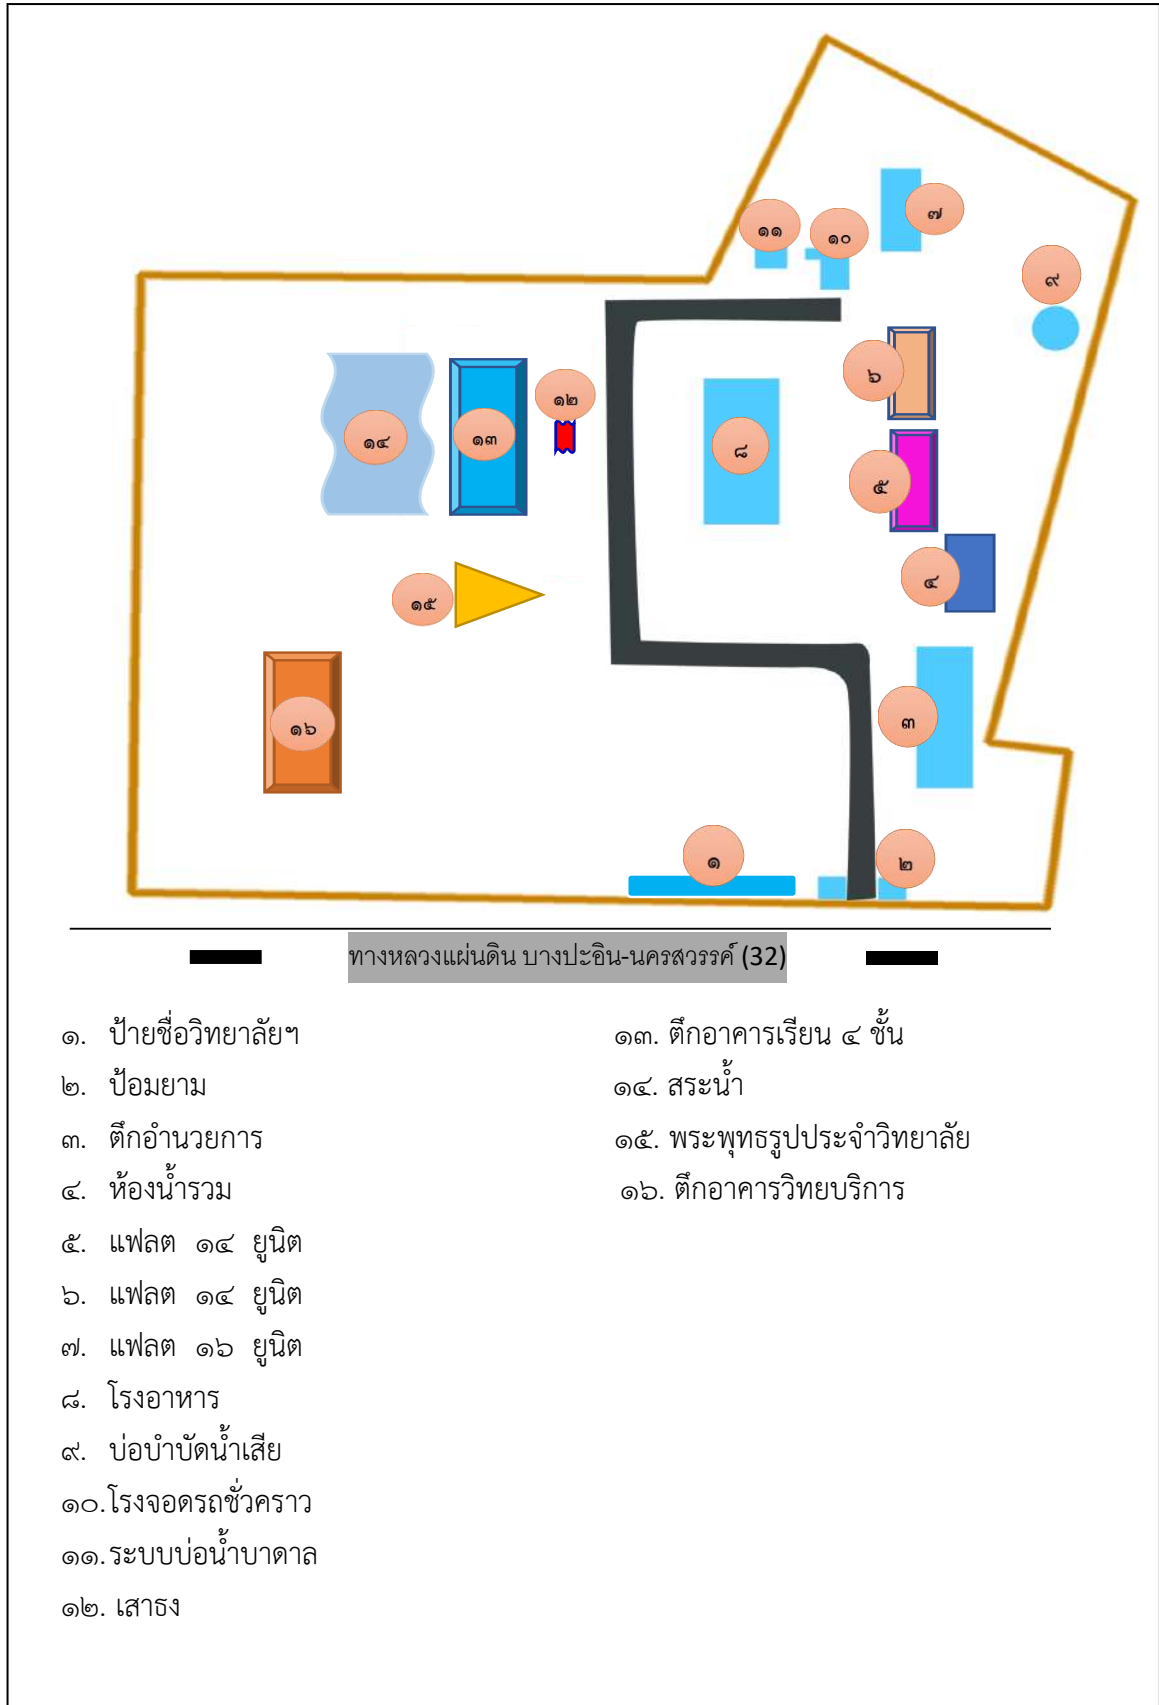 ๗
๑๑
๑๐
๙
๖
๑๒
๑๔
๑๓
๘
๕
๔
๑๕
๓
๑๖
๑
๒
ทางหลวงแผ่นดิน บางปะอิน-นครสวรรค์ (32)
๑. ป้ายชื่อวิทยาลัยฯ
๒. ป้อมยาม
๓. ตึกอำนวยการ
๔. ห้องน้ำรวม
๕. แฟลต ๑๔ ยูนิต
๖. แฟลต ๑๔ ยูนิต
๗. แฟลต ๑๖ ยูนิต
๘. โรงอาหาร
๙. บ่อบำบัดน้ำเสีย
๑๐.โรงจอดรถชั่วคราว
๑๑.ระบบบ่อน้ำบาดาล
๑๒. เสาธง
๑๓. ตึกอาคารเรียน ๔ ชั้น
๑๔. สระน้ำ
๑๕. พระพุทธรูปประจำวิทยาลัย
๑๖. ตึกอาคารวิทยบริการ